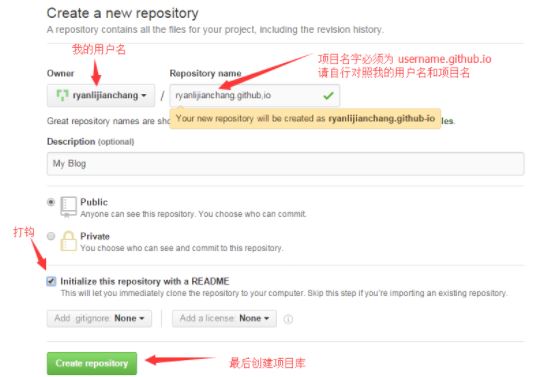 Create a new repository
A repository contains all the files for your project, including the revision history.
我的用户名
项目名字必须为 username.github.io
请自行对照我的用户名和项目名
Owner
Repository name
ryanlijianchang
/
ryanlijianchang.github,io
Great repository names are sho
les.
Your new repository will be created as ryanlijianchang.github-io
Description (optional)
My Blog
Public
Anyone can see this repository. You choose who can commit.
打钩
Private
You choose who can see and commit to this repository.
Initialize this repository with a README
This will let you immediately clone the repository to your computer. Skip this step if you're importing an existing repository.
Add .gitignore: None
Add a license: None
Create repository
最后创建项目库